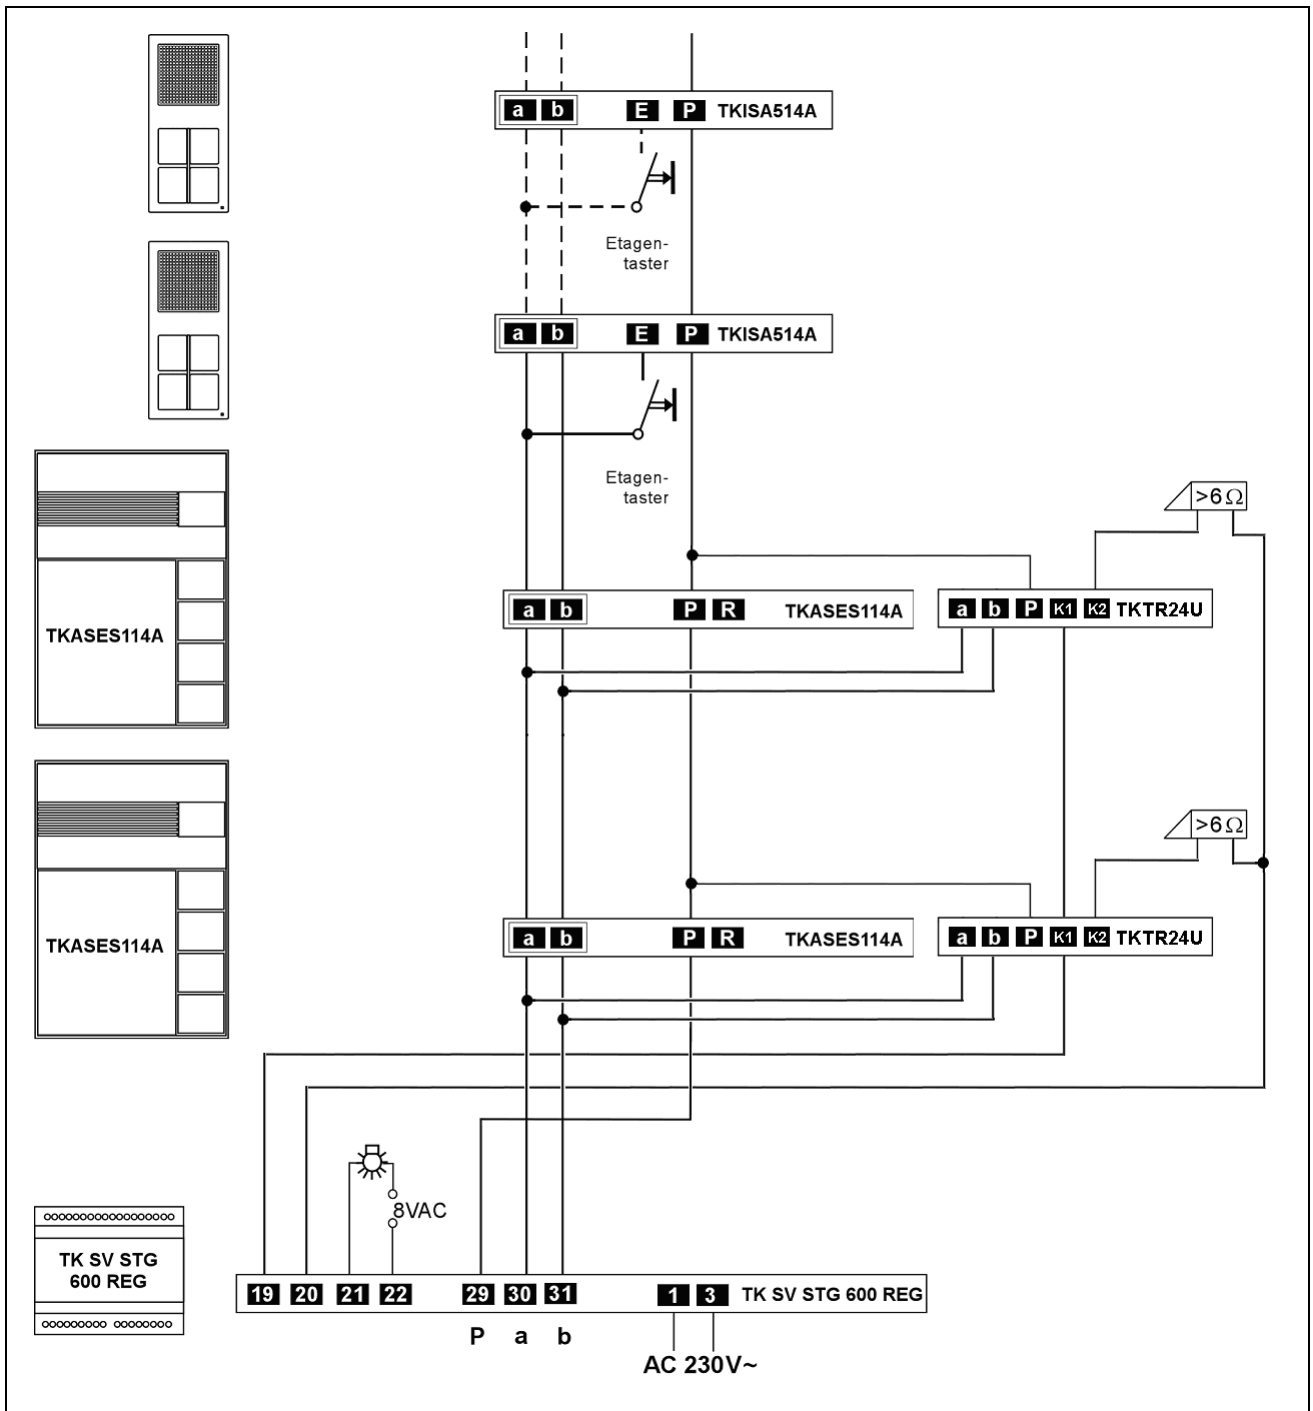 a b E P TKISA514A
Etagen-
taster
a b E P TKISA514A
Etagen-
taster
>6 Ω
a b P R TKASES114A
a b P K1 K2 TKTR24U
TKASES114A
>6 Ω
a b P R TKASES114A
a b P K1 K2 TKTR24U
TKASES114A
8VAC
TK SV STG
600 REG
19 20 21 22 29 30 31 1 3 TK SV STG 600 REG
P a b
AC 230V~